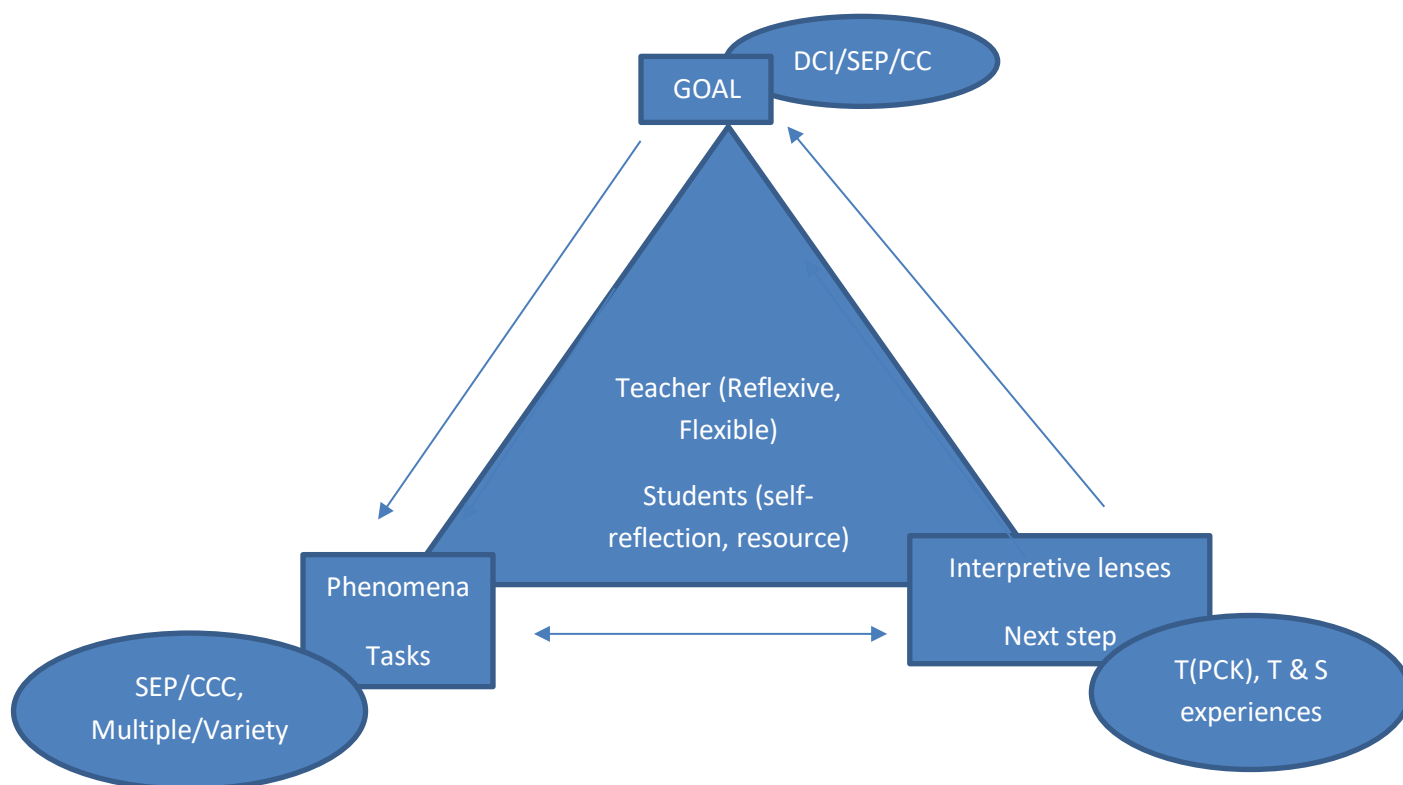 DCI/SEP/CC
GOAL
Teacher (Reflexive,
Flexible)
Students (self-
reflection, resource)
Phenomena
Tasks
SEP/CCC,
Multiple/Variety
Interpretive lenses
Next step
T(PCK), T & S
experiences